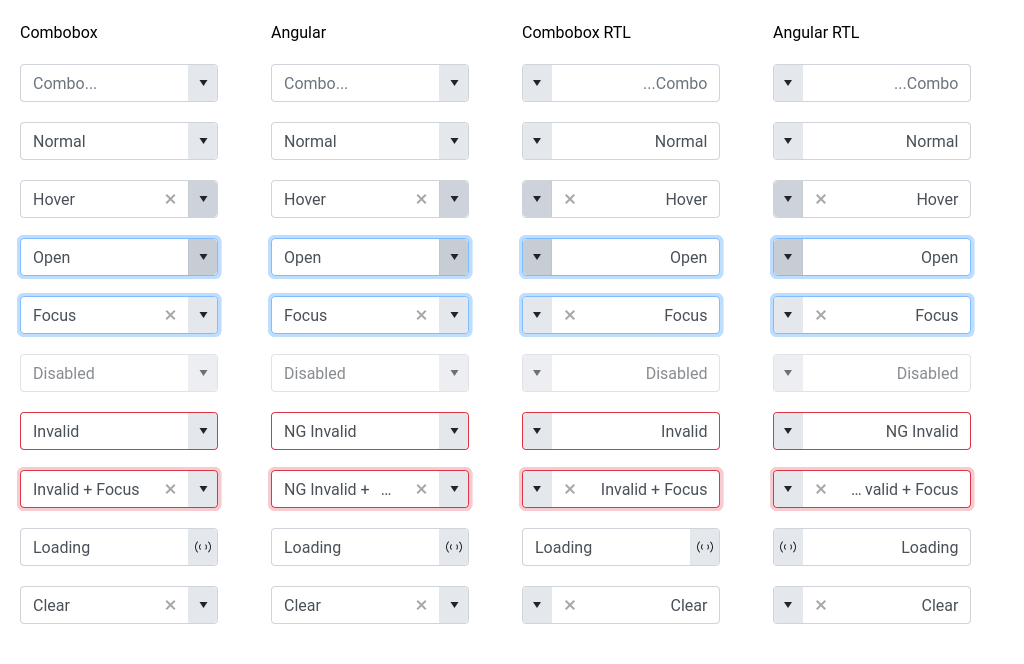 Combobox Angular Combobox RTL Angular RTL
Combo... Combo... ...Combo ...Combo
Normal Normal Normal Normal
Hover Hover Hover Hover
Open Open Open Open
Focus Focus Focus Focus
Disabled Disabled Disabled Disabled
Invalid NG Invalid Invalid NG Invalid
Invalid + Focus NG Invalid + ... Invalid + Focus ... valid + Focus
Loading Loading Loading Loading
Clear Clear Clear Clear